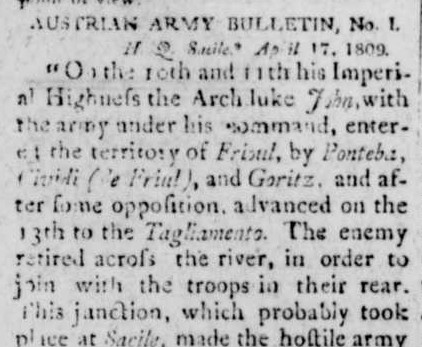 AUSTRIAN ARMY BULLETIN, No. I.
H. Q. Sacile* April 17, 1809.
"On the 10th and 11th his Imperi-
al Highneſs the Archduke John, with
the army under his command, enter-
ed the territory of Frioul, by Ponteba,
Cividi (de Friul), and Goritz, and af-
ter ſome oppoſition, advanced on the
13th to the Tagliamento. The enemy
retired acroſs the river, in order to
join with the troops in their rear.
This junction, which probably took
place at Sacile, made the hoſtile army